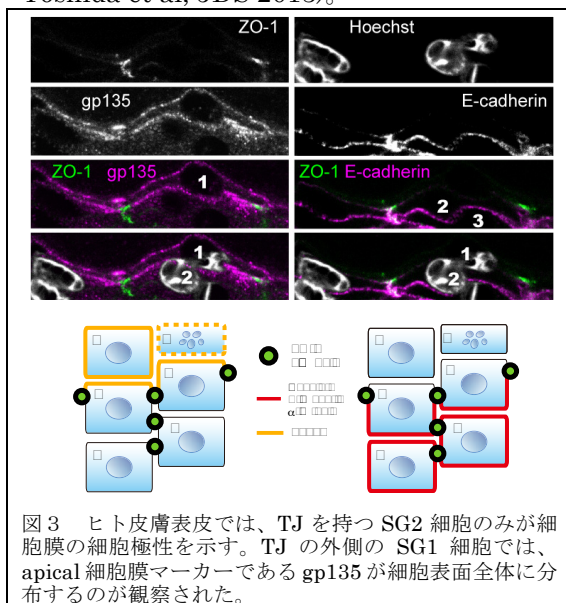 Yoshida et al, JDS 2013)。
ZO-1
Hoechst
gp135
E-cadherin
ZO-1 gp135
ZO-1 E-cadherin
1
2
3
1
2
1
2
α
図3 ヒト皮膚表皮では、TJ を持つ SG2 細胞のみが細
胞膜の細胞極性を示す。TJ の外側の SG1 細胞では、
apical 細胞膜マーカーである gp135 が細胞表面全体に分
布するのが観察された。